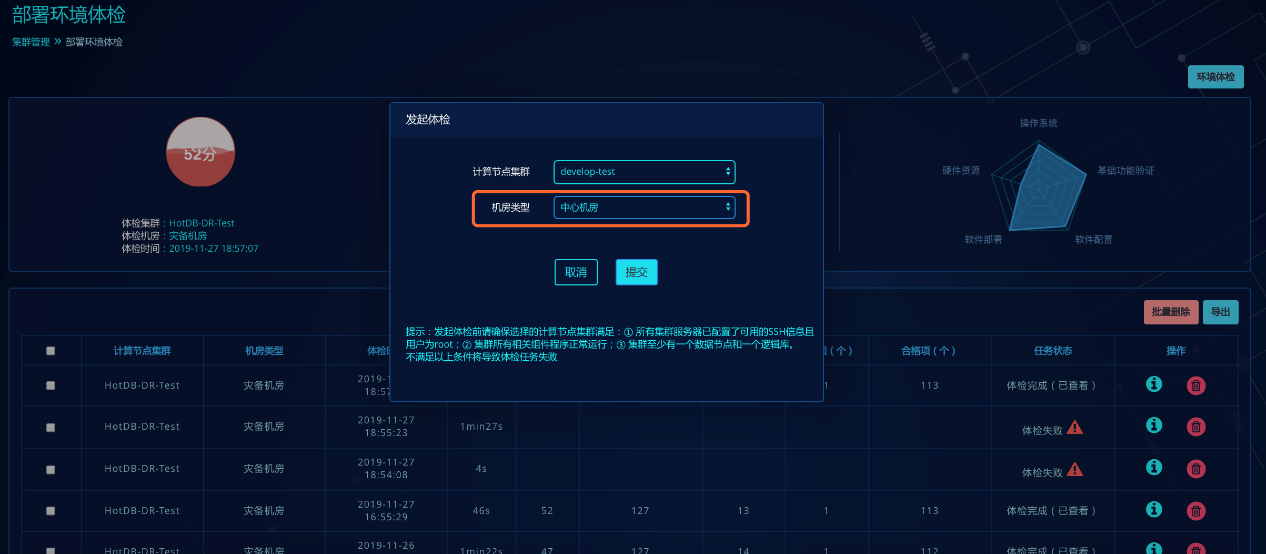 部署环境体检
集群管理 » 部署环境体检
环境体检
52分
体检集群：HotDB-DR-Test
体检机房：灾备机房
体检时间：2019-11-27 18:57:07
发起体检
计算节点集群 develop-test
机房类型 中心机房
取消 提交
提示：发起体检前请确保选择的计算节点集群满足：① 所有集群服务器已配置了可用的SSH信息且
用户为root；② 集群所有相关组件程序正常运行；③ 集群至少有一个数据节点和一个逻辑库。
不满足以上条件将导致体检任务失败
操作系统
硬件资源 基础功能验证
软件部署 软件配置
批量删除 导出
计算节点集群 机房类型 体检 （个） 合格项（个） 任务状态 操作
HotDB-DR-Test 灾备机房 2019-11-27 1 113 体检完成（已查看）
18:57
HotDB-DR-Test 灾备机房 2019-11-27 1min27s 体检失败
18:55:23
HotDB-DR-Test 灾备机房 2019-11-27 4s 体检失败
18:54:08
HotDB-DR-Test 灾备机房 2019-11-27 46s 52 127 13 1 113 体检完成（已查看）
16:55:29
HotDB-DR-Test 灾备机房 2019-11-26 1min22s 47 127 14 1 112 体检完成（已查看）